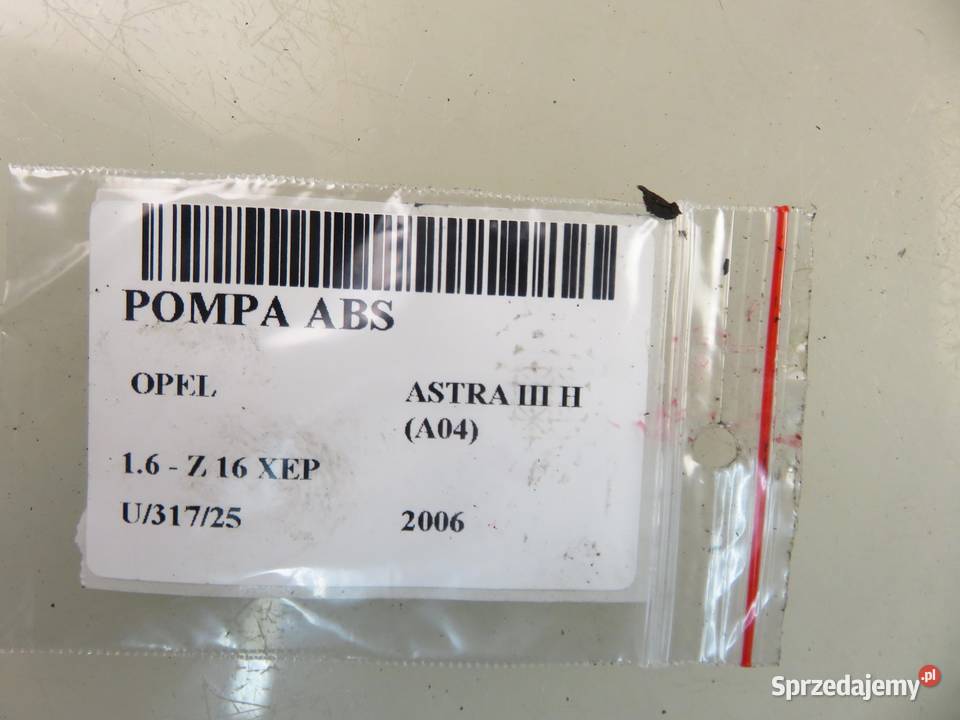 POMPA ABS
OPEL ASTRA III H
(A04)
1.6 - Z 16 XEP
U/317/25 2006
Sprzedajemy.pl